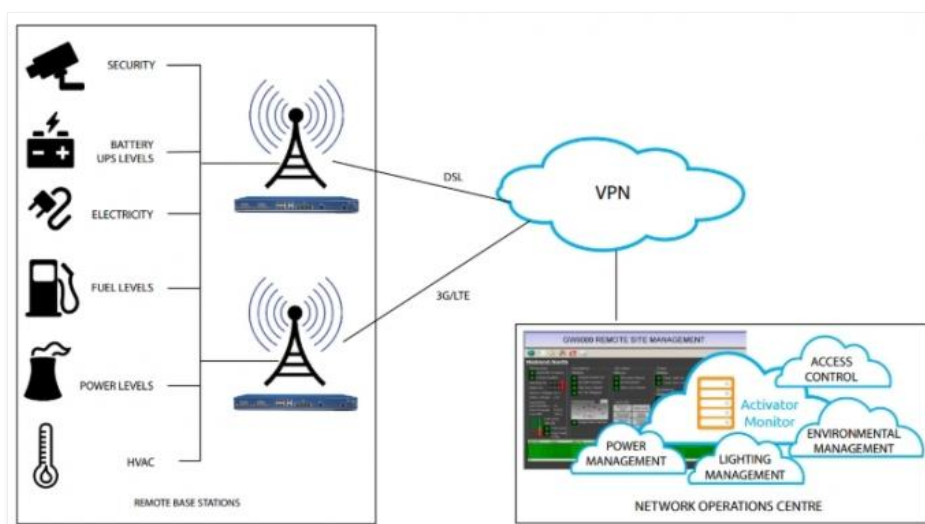 SECURITY
BATTERY
UPS LEVELS
ELECTRICITY
FUEL LEVELS
POWER LEVELS
HVAC
REMOTE BASE STATIONS
DSL
3G/LTE
VPN
REMOTE SITE MANAGEMENT
Activator
Monitor
ACCESS
CONTROL
POWER
MANAGEMENT
LIGHTING
MANAGEMENT
ENVIRONMENTAL
MANAGEMENT
NETWORK OPERATIONS CENTRE